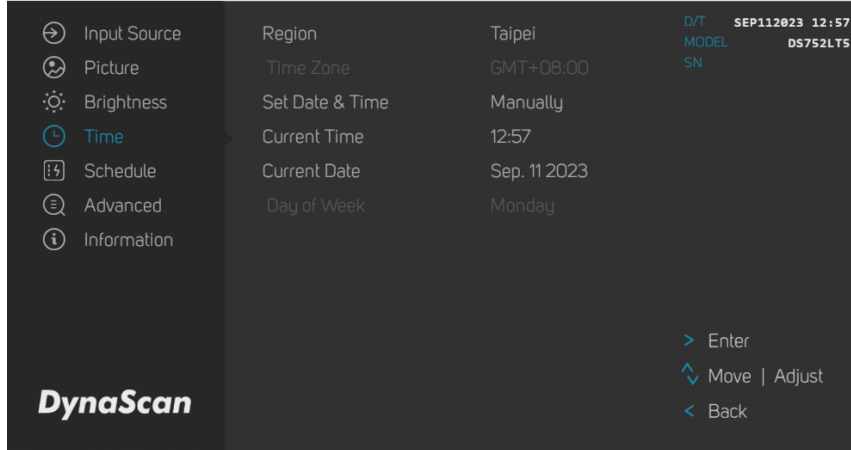 Input Source
Picture
Brightness
Time
Schedule
Advanced
Information
DynaScan
Region Taipei
Time Zone GMT+08:00
Set Date & Time Manually
Current Time 12:57
Current Date Sep. 11 2023
Day of Week Monday
D/T SEP112023 12:57
MODEL DS752LT5
SN
> Enter
Move | Adjust
< Back